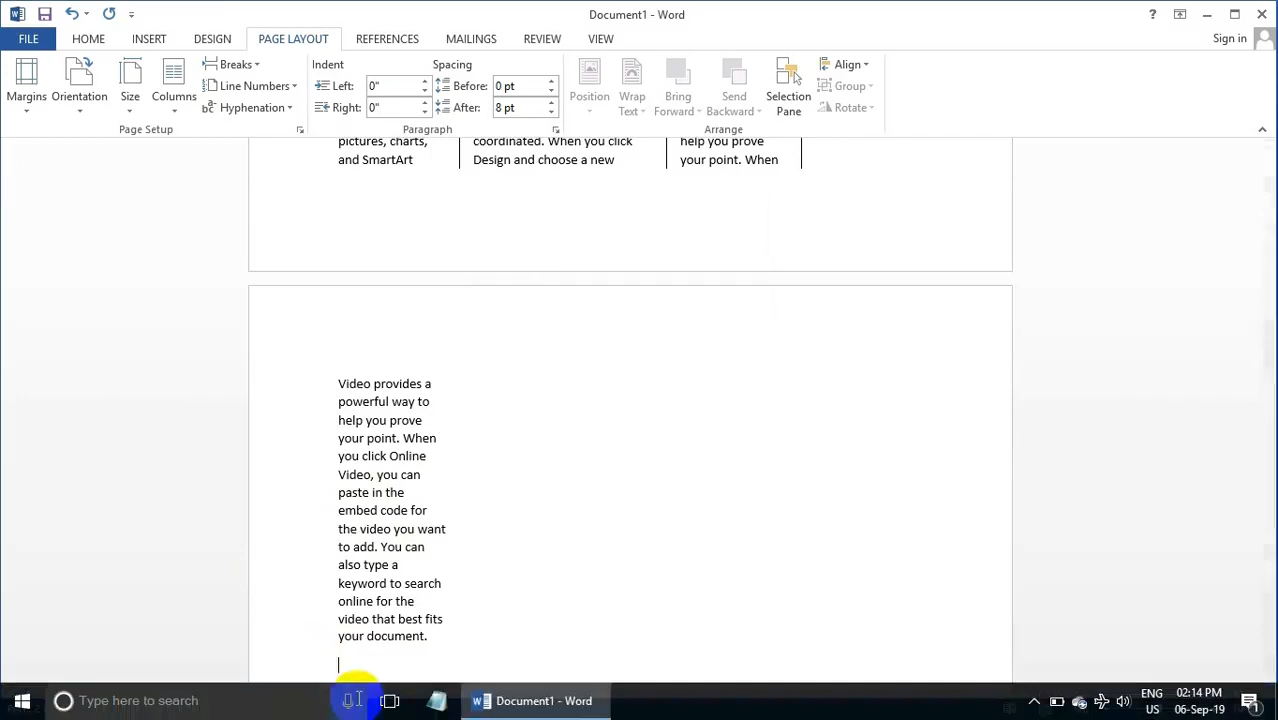 Document1 - Word
FILE HOME INSERT DESIGN PAGE LAYOUT REFERENCES MAILINGS REVIEW VIEW Sign in
Margins Orientation Size Columns
Breaks
Line Numbers
Hyphenation
Page Setup
Indent
Left: 0"
Right: 0"
Spacing
Before: 0 pt
After: 8 pt
Paragraph
Position
Wrap Text
Bring Forward
Send Backward
Selection Pane
Align
Group
Rotate
Arrange
pictures, charts,
and SmartArt
coordinated. When you click
Design and choose a new
help you prove
your point. When
Video provides a
powerful way to
help you prove
your point. When
you click Online
Video, you can
paste in the
embed code for
the video you want
to add. You can
also type a
keyword to search
online for the
video that best fits
your document.
Type here to search
Document1 - Word
ENG
US
02:14 PM
06-Sep-19
1